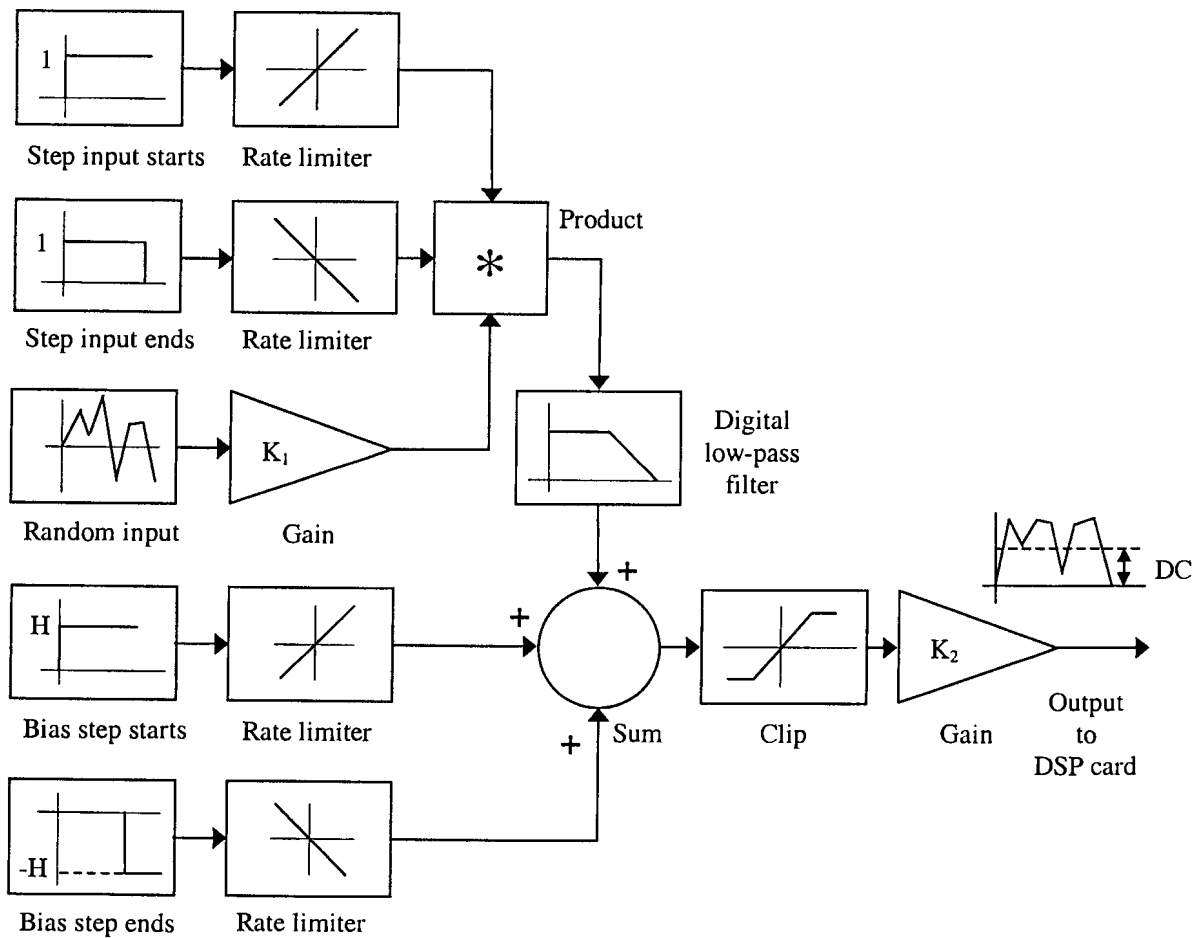 1
Step input starts
Rate limiter
1
Step input ends
Rate limiter
Product
*
Random input
K₁
Gain
Digital
low-pass
filter
H
Bias step starts
Rate limiter
+
+
+
Sum
Clip
K₂
Gain
DC
Output
to
DSP card
-H
Bias step ends
Rate limiter